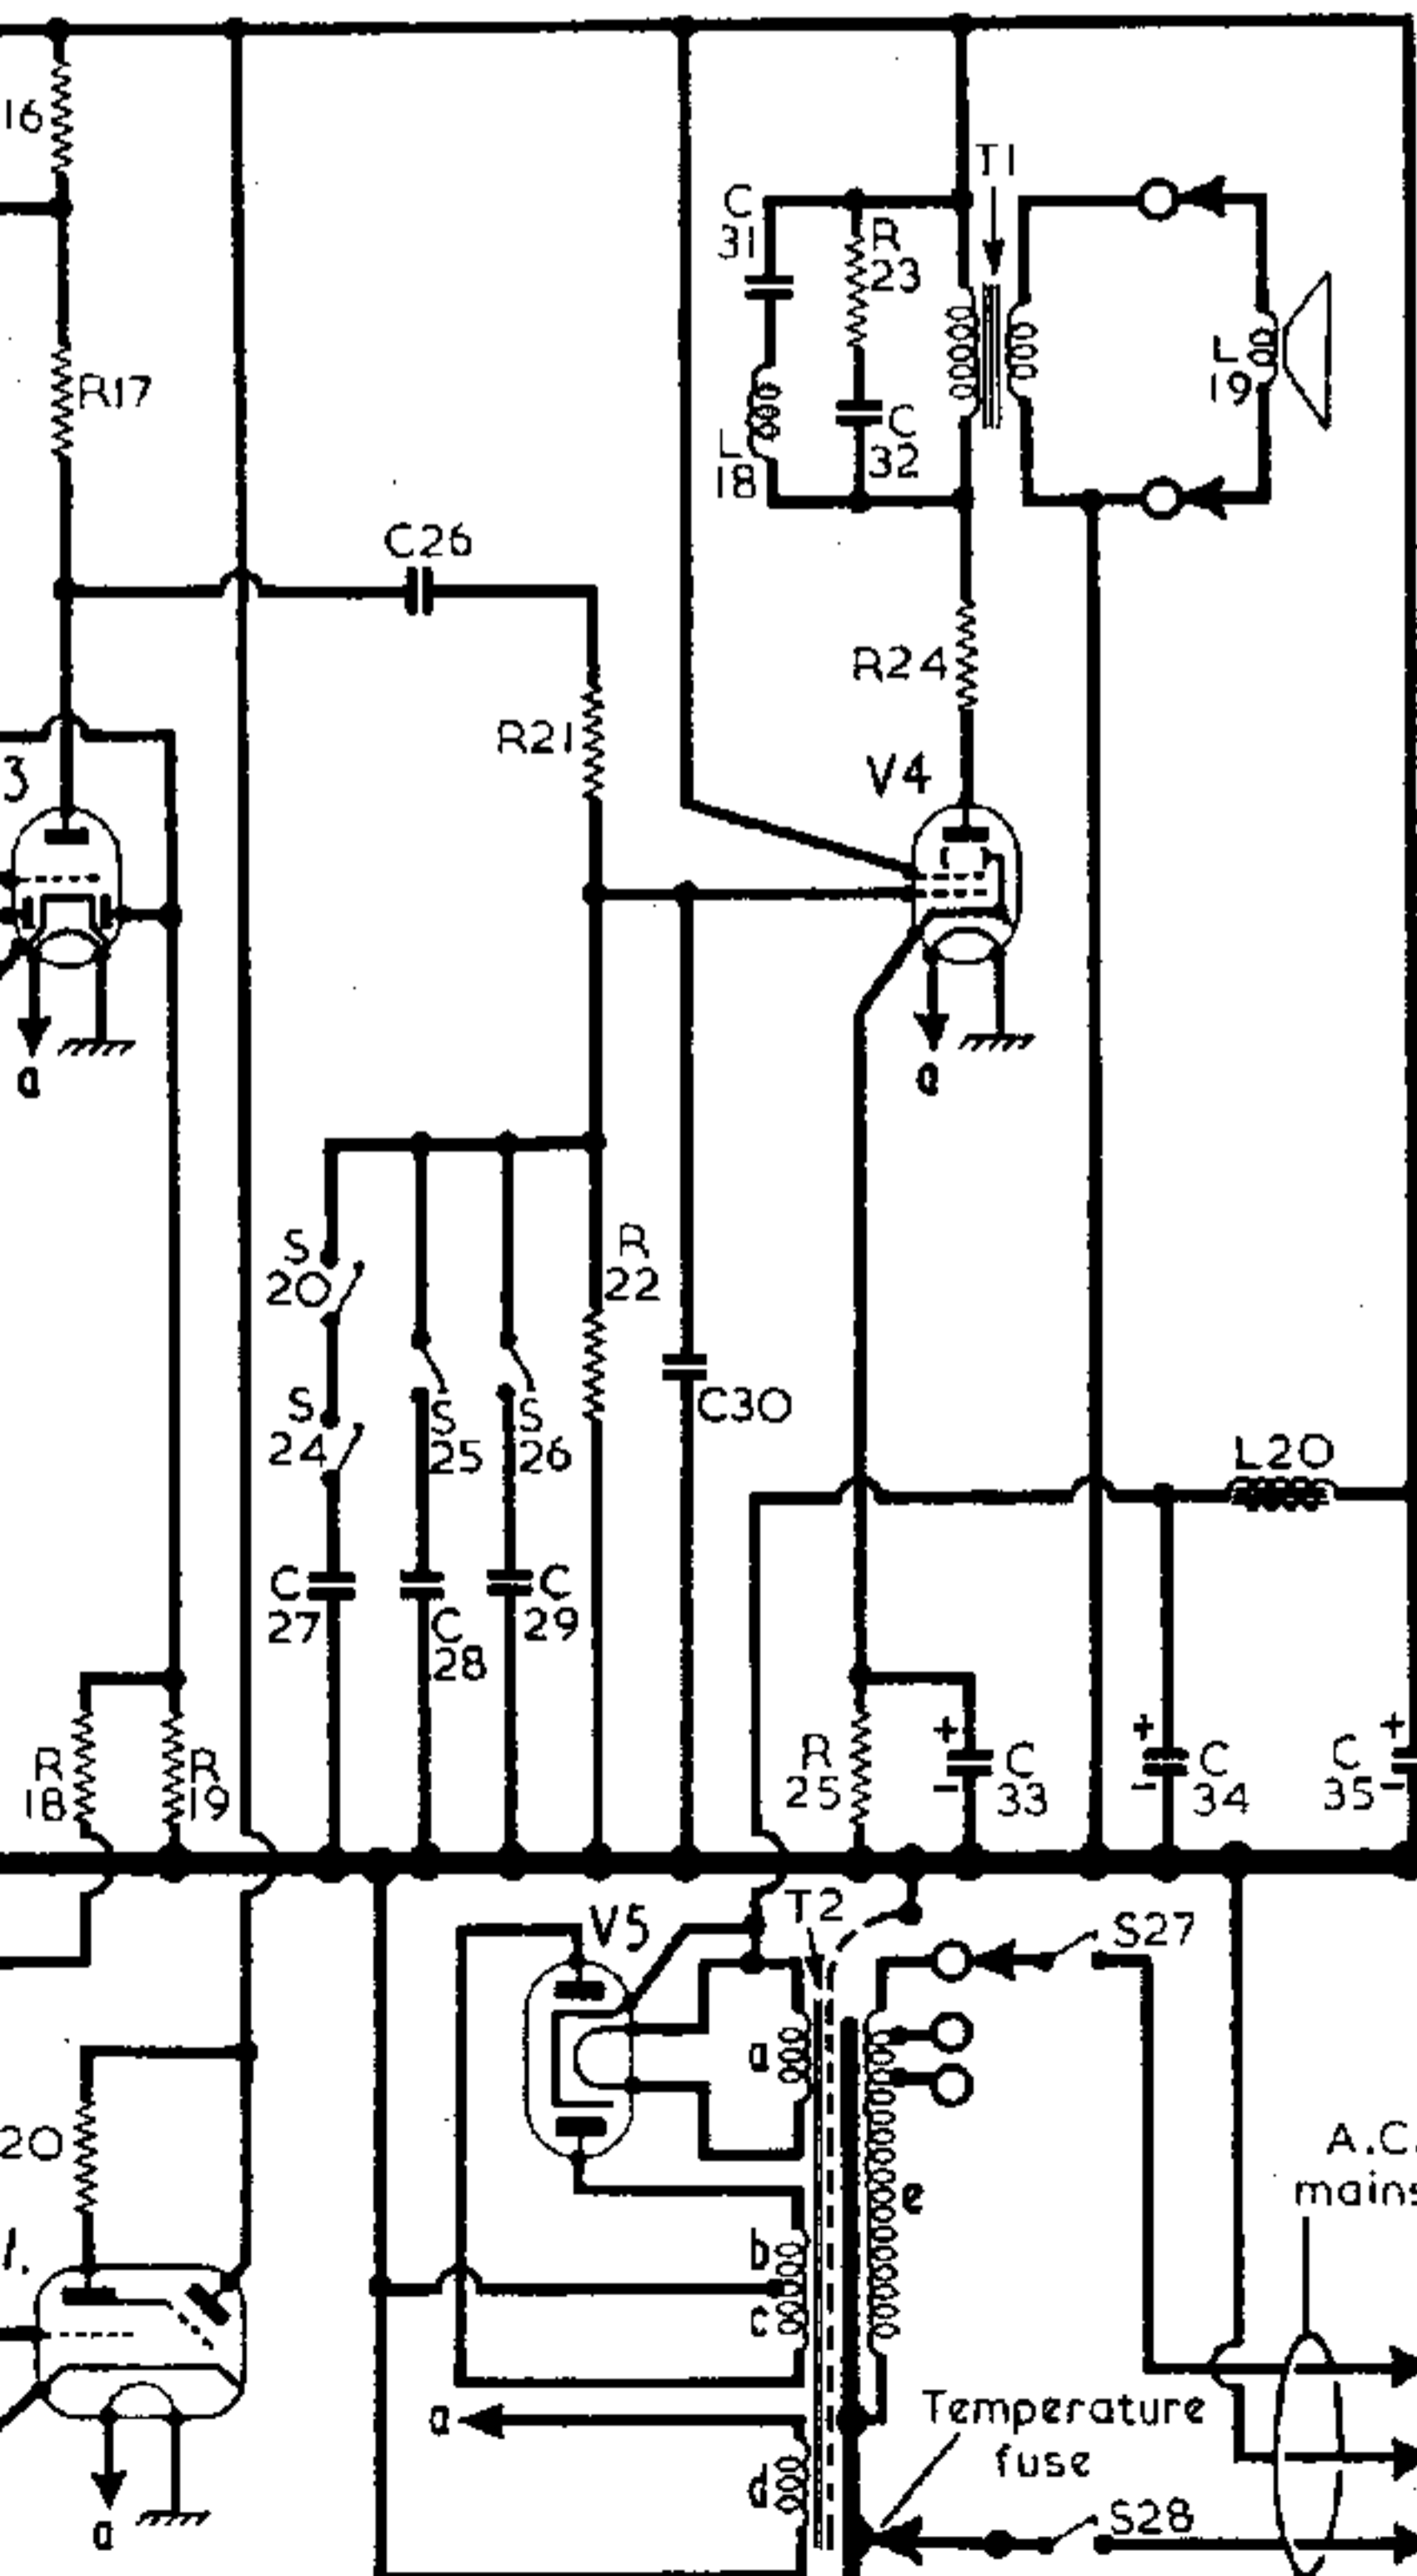 16
T1
C
31
R
23
R17
L
19
C
32
L
18
C26
R24
R21
V4
3
a
a
S
20
R
22
S
24
S
25
S
26
C30
L20
C
27
C
28
C
29
R
18
R
19
R
25
+
-
C
33
+
-
C
34
C
35
+
-
V5
T2
S27
a
20
A.C.
mains
e
b
c
a
Temperature
fuse
d
S28
a